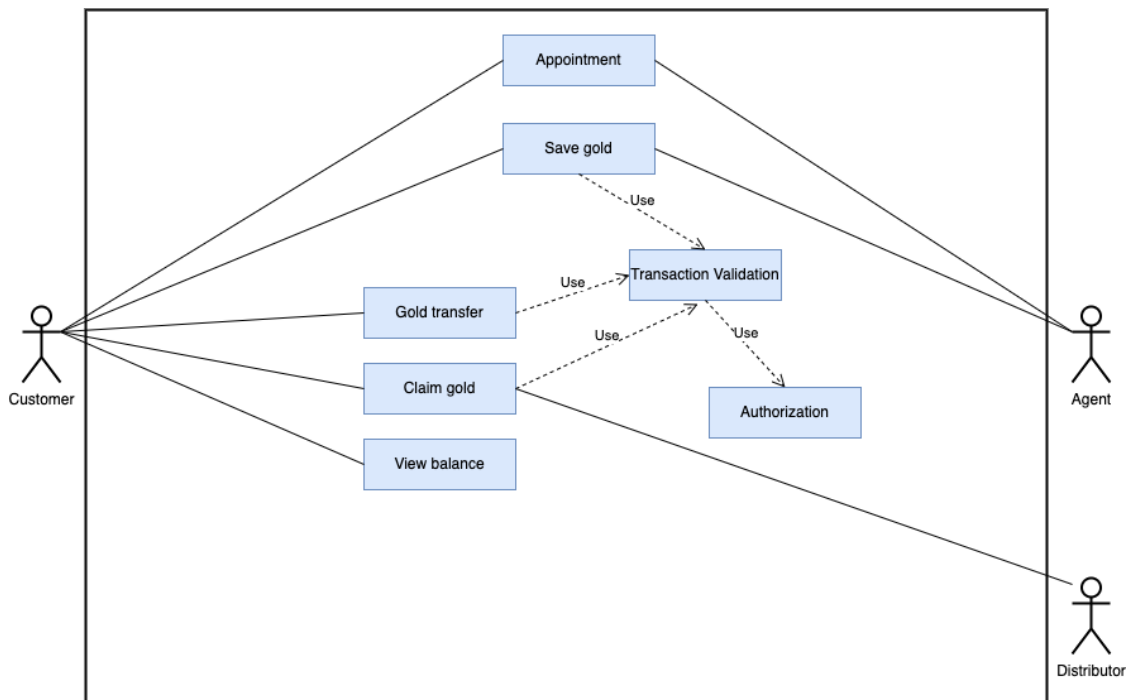 Appointment
Save gold
Use
Transaction Validation
Use
Gold transfer
Use
Use
Claim gold
Customer
Agent
Authorization
View balance
Distributor